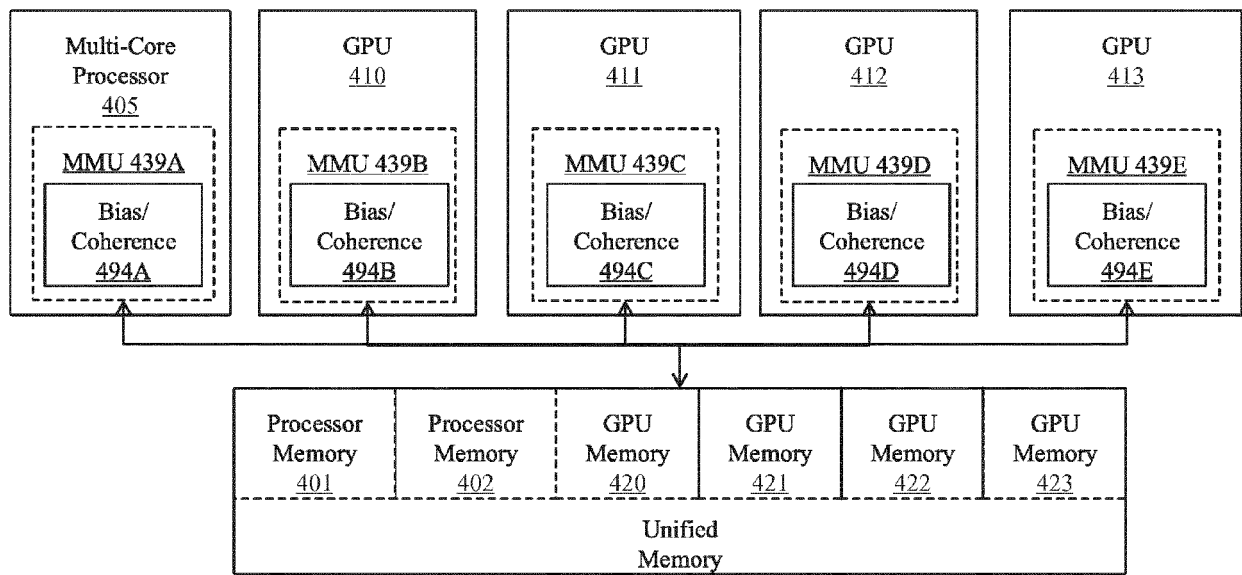 Multi-Core
Processor
405
MMU 439A
Bias/
Coherence
494A
GPU
410
MMU 439B
Bias/
Coherence
494B
GPU
411
MMU 439C
Bias/
Coherence
494C
GPU
412
MMU 439D
Bias/
Coherence
494D
GPU
413
MMU 439E
Bias/
Coherence
494E
Processor
Memory
401
Processor
Memory
402
GPU
Memory
420
GPU
Memory
421
GPU
Memory
422
GPU
Memory
423
Unified
Memory